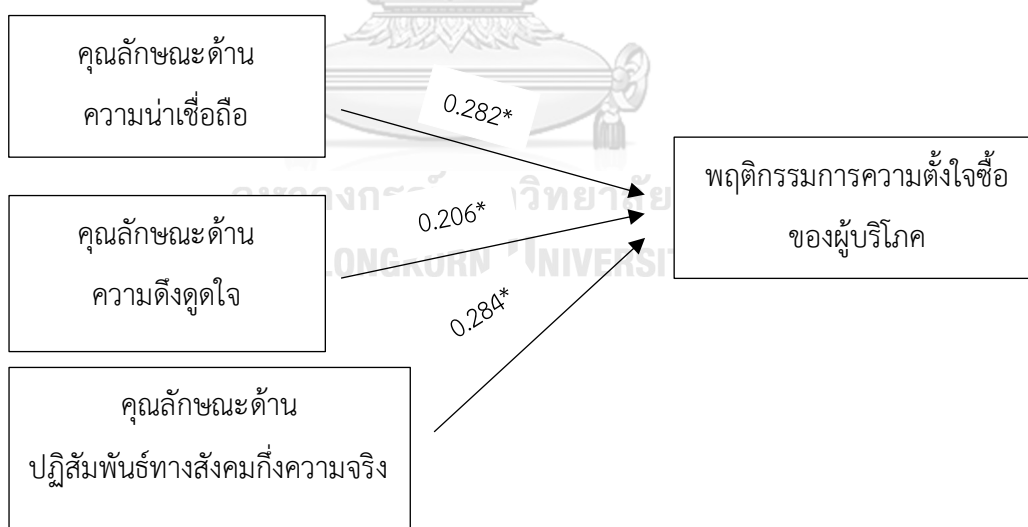 คุณลักษณะด้าน
ความน่าเชื่อถือ
0.282*
พฤติกรรมการความตั้งใจซื้อ
ของผู้บริโภค
คุณลักษณะด้าน
ความดึงดูดใจ
0.206*
0.284*
คุณลักษณะด้าน
ปฏิสัมพันธ์ทางสังคมกึ่งความจริง